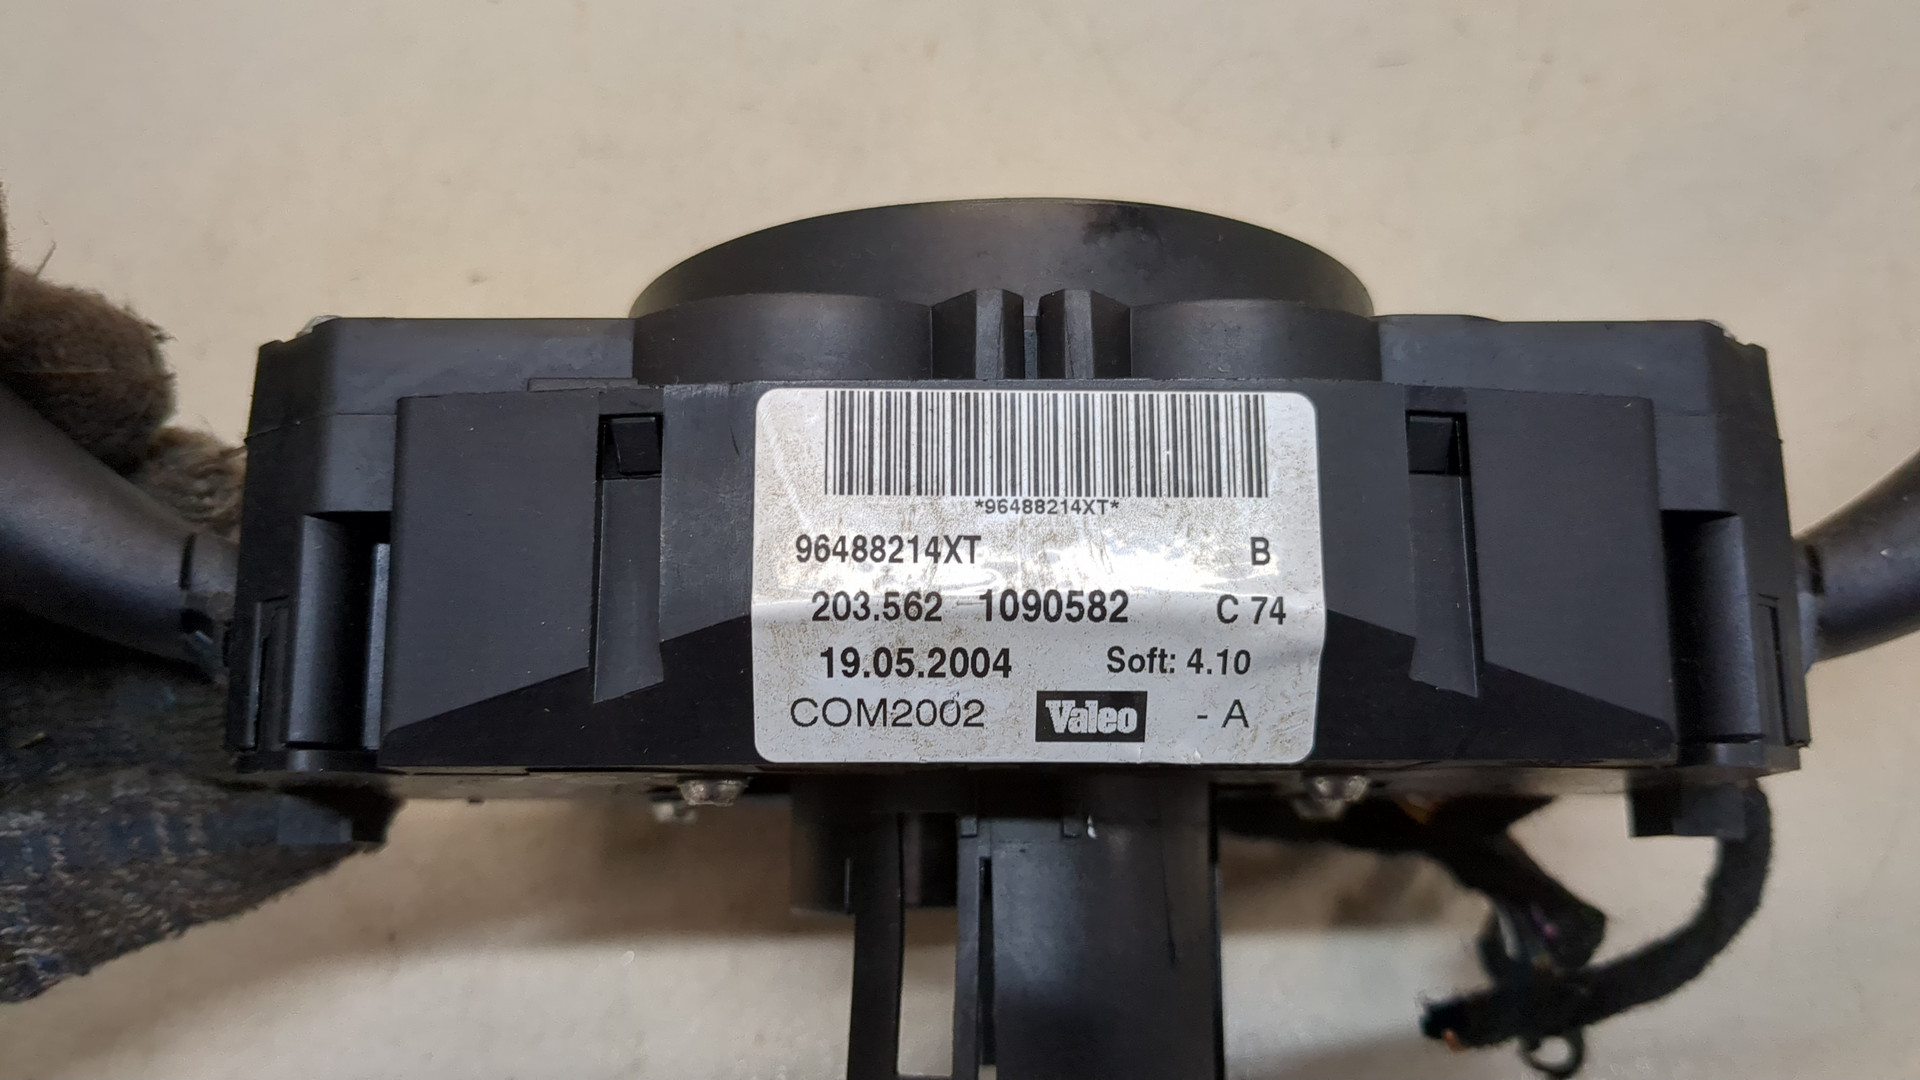 *96488214XT*
96488214XT B
203.562 1090582 C 74
19.05.2004 Soft: 4.10
COM2002 Valeo - A